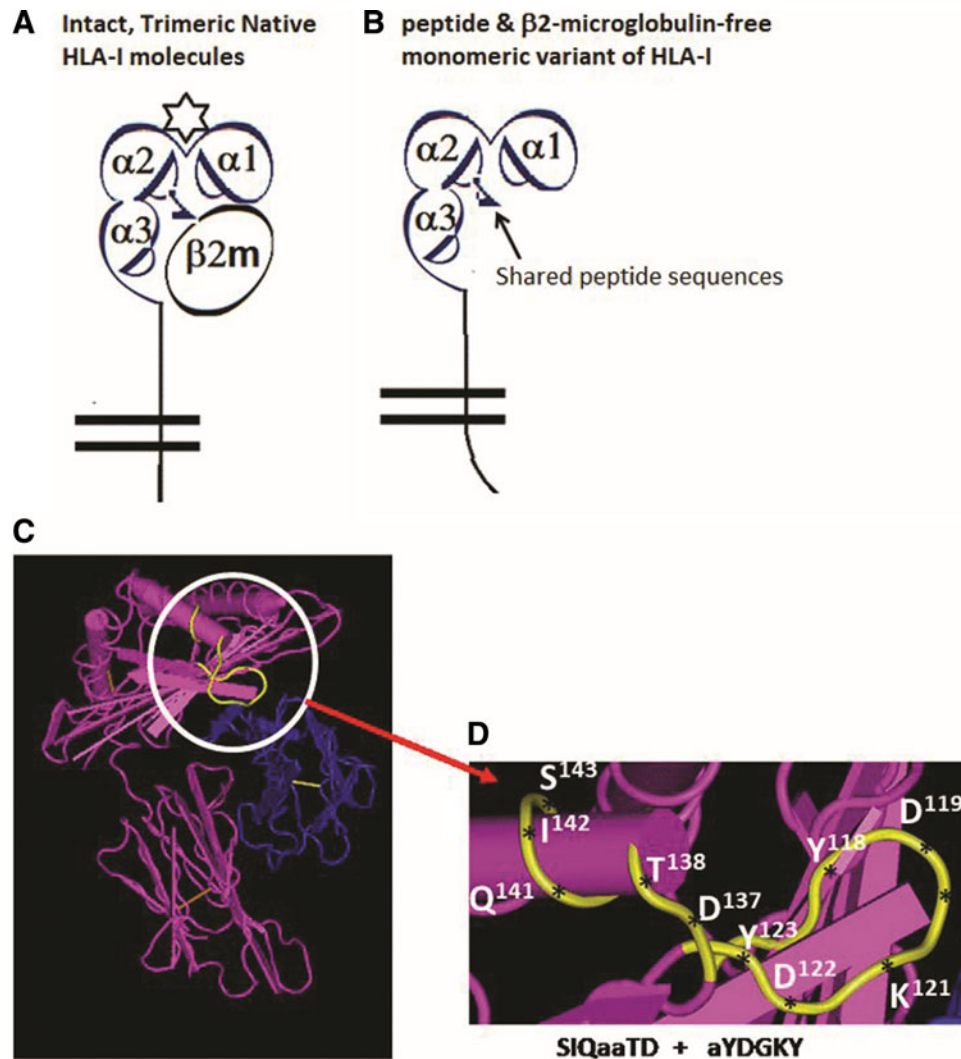 A Intact, Trimeric Native
HLA-I molecules
α2 α1
α3
β2m
B peptide & β2-microglobulin-free
monomeric variant of HLA-I
α2 α1
α3
Shared peptide sequences
C
D
S143
I142
Q141
T138
D137
Y118
D119
Y123
D122
K121
SIQaaTD + aYDGKY